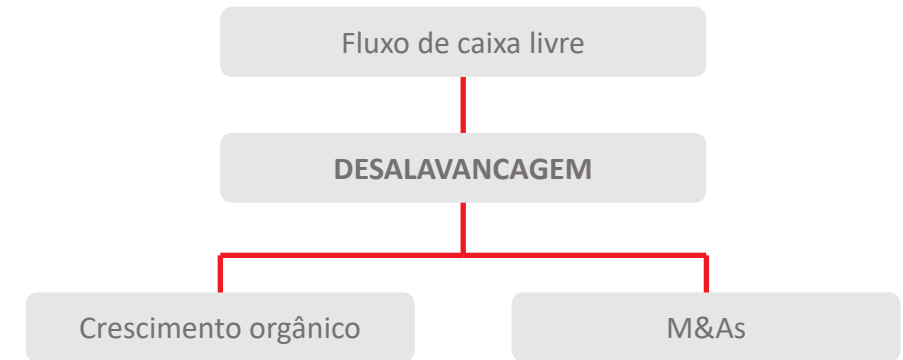 Fluxo de caixa livre
DESALAVANCAGEM
Crescimento orgânico
M&As